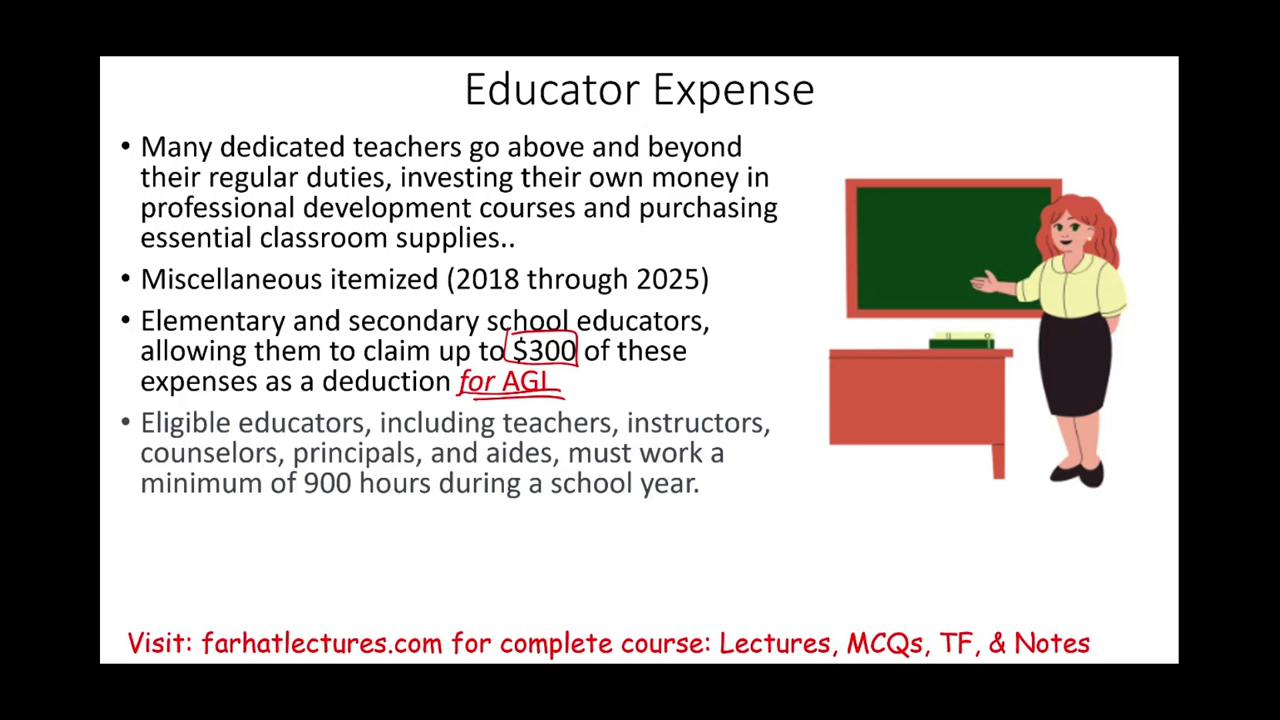 Educator Expense
• Many dedicated teachers go above and beyond
their regular duties, investing their own money in
professional development courses and purchasing
essential classroom supplies..
• Miscellaneous itemized (2018 through 2025)
• Elementary and secondary school educators,
allowing them to claim up to $300 of these
expenses as a deduction for AGI
• Eligible educators, including teachers, instructors,
counselors, principals, and aides, must work a
minimum of 900 hours during a school year.
Visit: farhatlectures.com for complete course: Lectures, MCQs, TF, & Notes